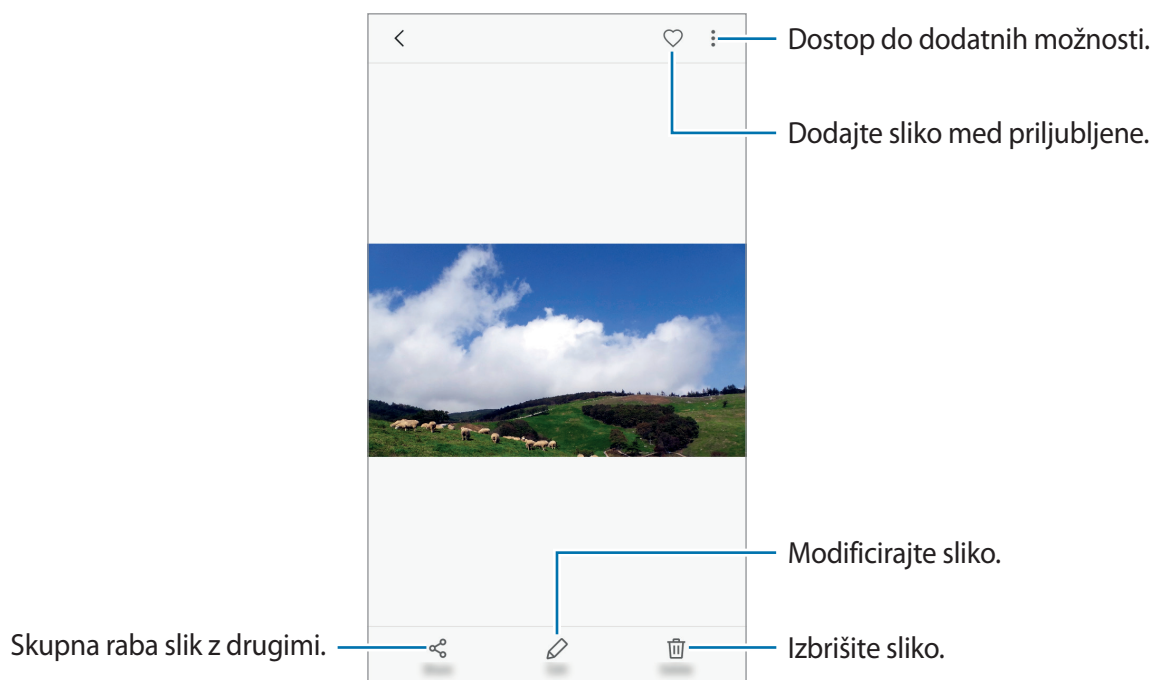 Dostop do dodatnih možnosti.
Dodajte sliko med priljubljene.
Modificirajte sliko.
Skupna raba slik z drugimi.
Izbrišite sliko.